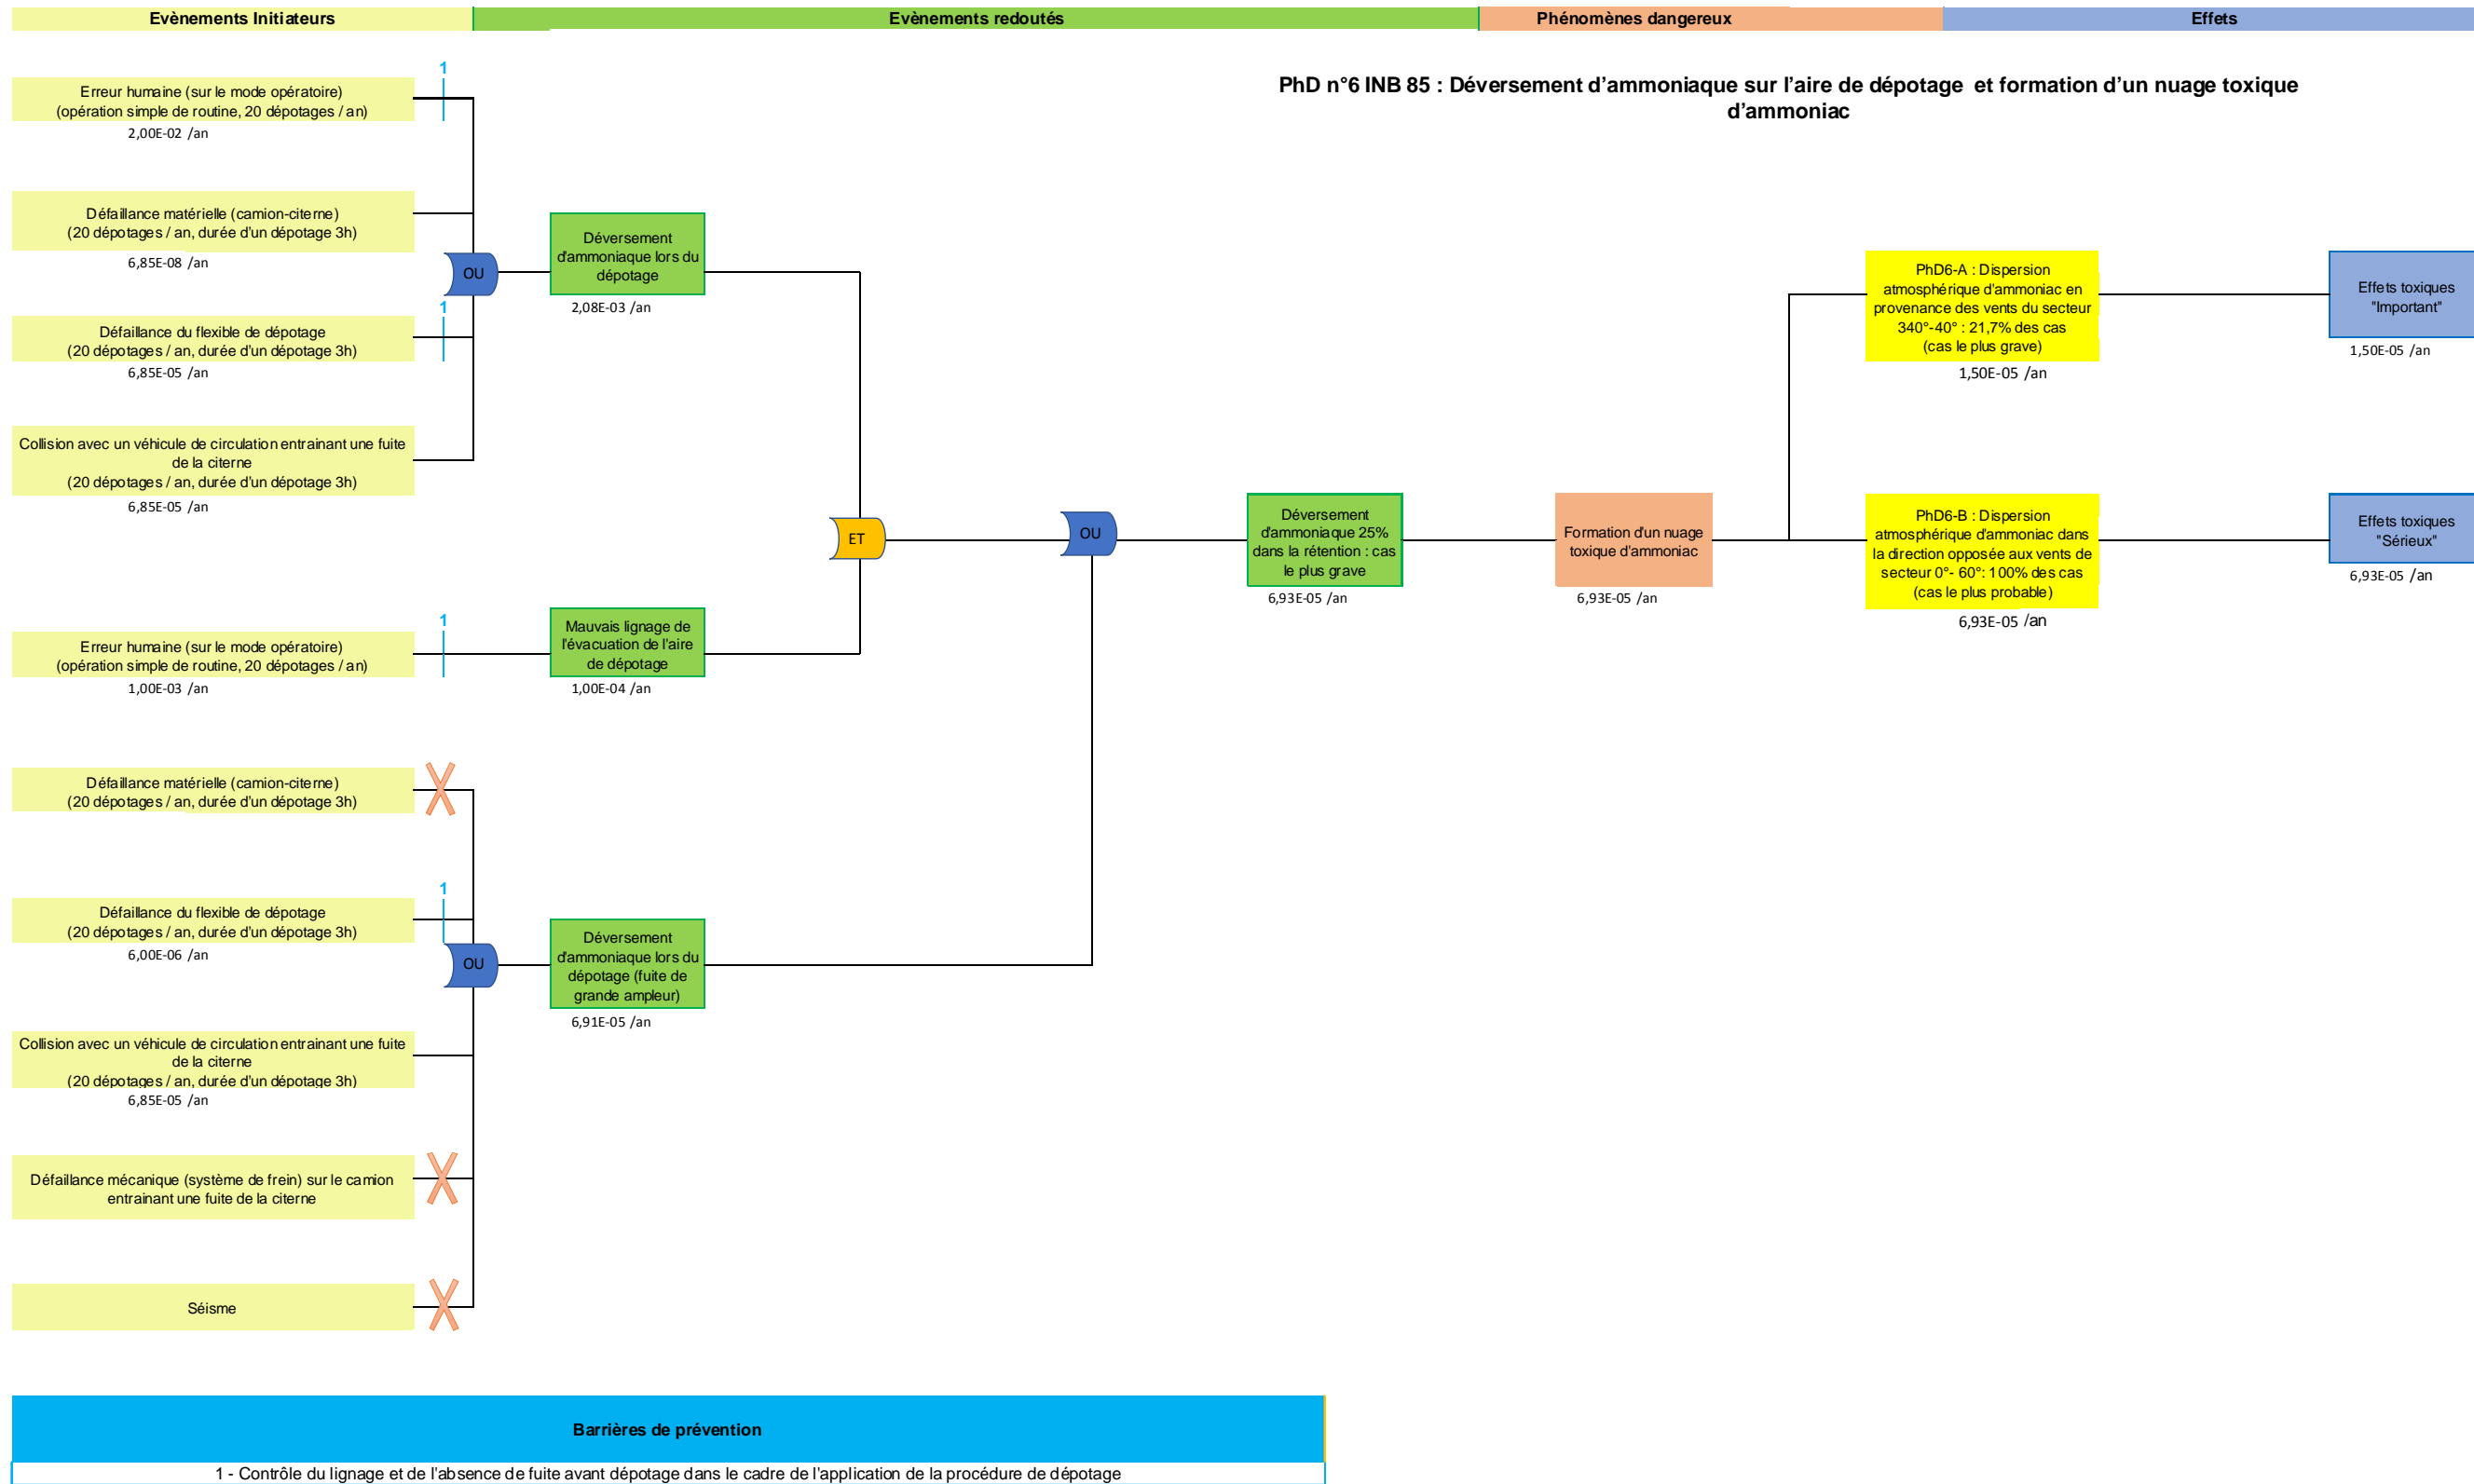 Evènements Initiateurs
Evènements redoutés
Phénomènes dangereux
Effets
PhD n°6 INB 85 : Déversement d'ammoniaque sur l'aire de dépotage et formation d'un nuage toxique
d'ammoniac
1
Erreur humaine (sur le mode opératoire)
(opération simple de routine, 20 dépotages / an)
2,00E-02 /an
Défaillance matérielle (camion-citerne)
(20 dépotages / an, durée d'un dépotage 3h)
6,85E-08 /an
OU
1
Défaillance du flexible de dépotage
(20 dépotages / an, durée d'un dépotage 3h)
6,85E-05 /an
Collision avec un véhicule de circulation entrainant une fuite
de la citerne
(20 dépotages / an, durée d'un dépotage 3h)
6,85E-05 /an
Déversement
d'ammoniaque lors du
dépotage
2,08E-03 /an
1
Erreur humaine (sur le mode opératoire)
(opération simple de routine, 20 dépotages / an)
1,00E-03 /an
Mauvais lignage de
l'évacuation de l'aire
de dépotage
1,00E-04 /an
ET
OU
Déversement
d'ammoniaque 25%
dans la rétention : cas
le plus grave
6,93E-05 /an
Formation d'un nuage
toxique d'ammoniac
6,93E-05 /an
PhD6-A : Dispersion
atmosphérique d'ammoniac en
provenance des vents du secteur
340°-40° : 21,7% des cas
(cas le plus grave)
1,50E-05 /an
Effets toxiques
"Important"
1,50E-05 /an
PhD6-B : Dispersion
atmosphérique d'ammoniac dans
la direction opposée aux vents de
secteur 0°- 60°: 100% des cas
(cas le plus probable)
6,93E-05 /an
Effets toxiques
"Sérieux"
6,93E-05 /an
Défaillance matérielle (camion-citerne)
(20 dépotages / an, durée d'un dépotage 3h)
1
Défaillance du flexible de dépotage
(20 dépotages / an, durée d'un dépotage 3h)
6,00E-06 /an
OU
Déversement
d'ammoniaque lors du
dépotage (fuite de
grande ampleur)
6,91E-05 /an
Collision avec un véhicule de circulation entrainant une fuite
de la citerne
(20 dépotages / an, durée d'un dépotage 3h)
6,85E-05 /an
Défaillance mécanique (système de frein) sur le camion
entrainant une fuite de la citerne
Séisme
Barrières de prévention
1 - Contrôle du lignage et de l'absence de fuite avant dépotage dans le cadre de l'application de la procédure de dépotage